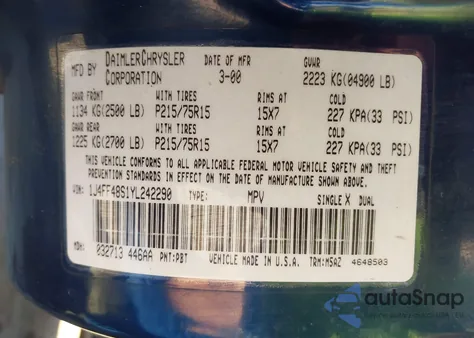 MFD BY DAIMLERCHRYSLER CORPORATION DATE OF MFR 3-00 GVWR 2223 KG(04900 LB)
GAWR FRONT WITH TIRES RIMS AT COLD
1134 KG(2500 LB) P215/75R15 15X7 227 KPA(33 PSI)
GAWR REAR WITH TIRES RIMS AT COLD
1225 KG(2700 LB) P215/75R15 15X7 227 KPA(33 PSI)
THIS VEHICLE CONFORMS TO ALL APPLICABLE FEDERAL MOTOR VEHICLE SAFETY AND THEFT
PREVENTION STANDARDS IN EFFECT ON THE DATE OF MANUFACTURE SHOWN ABOVE.
VIN: 1J4FF48S1YL242290 TYPE: MPV SINGLE X DUAL
MDH: 032713 446AA PNT:PBT VEHICLE MADE IN U.S.A. TRM:M5AZ 4648503
autoSnap